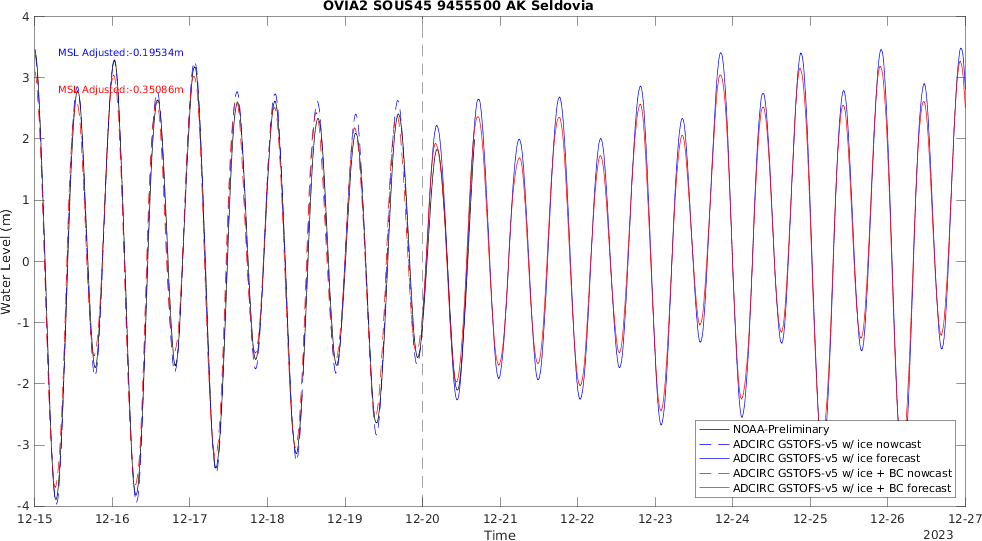 OVIA2 SOUS45 9455500 AK Seldovia
MSL Adjusted:-0.19534m
MSL Adjusted:-0.35086m
Water Level (m)
4
3
2
1
0
-1
-2
-3
-4
NOAA-Preliminary
ADCIRC GSTOFS-v5 w/ ice nowcast
ADCIRC GSTOFS-v5 w/ ice forecast
ADCIRC GSTOFS-v5 w/ ice + BC nowcast
ADCIRC GSTOFS-v5 w/ ice + BC forecast
12-15 12-16 12-17 12-18 12-19 12-20 12-21 12-22 12-23 12-24 12-25 12-26 12-27
Time
2023